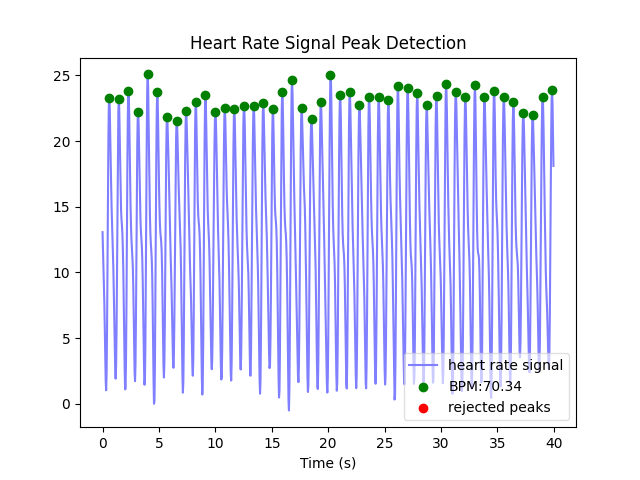 Heart Rate Signal Peak Detection
25
20
15
10
5
0
heart rate signal
BPM:70.34
rejected peaks
0 5 10 15 20 25 30 35 40
Time (s)